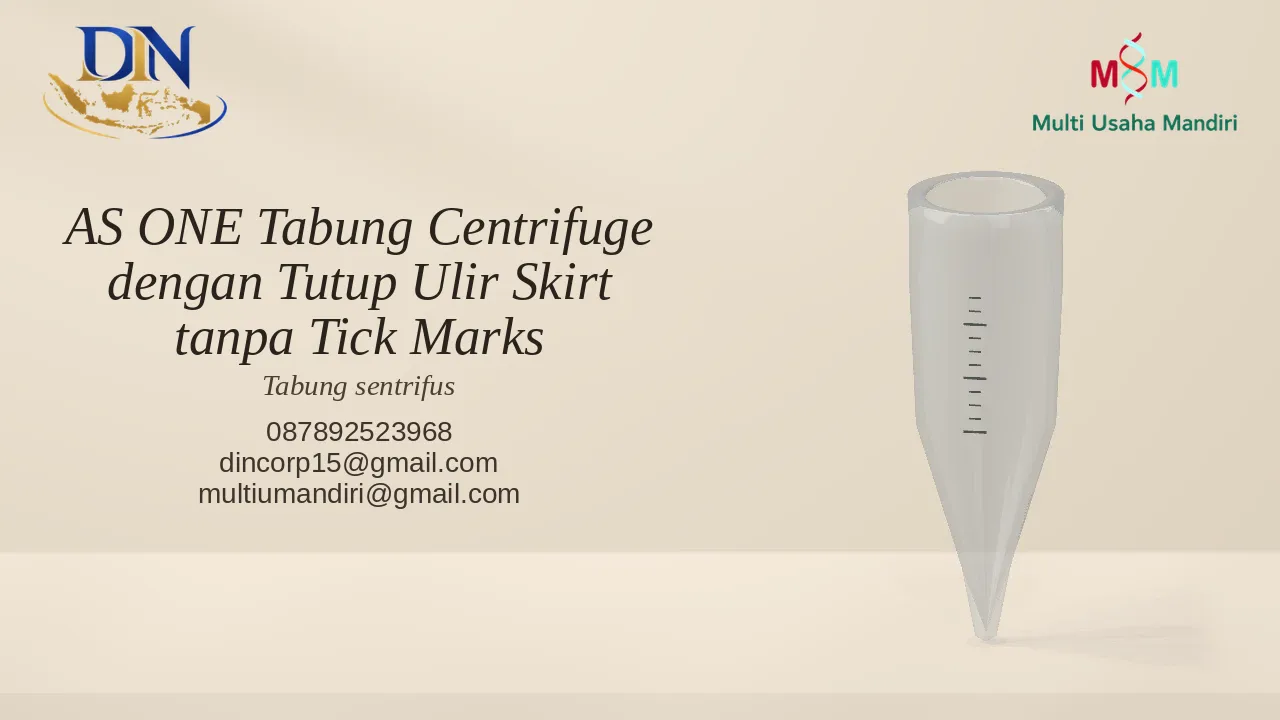 DIN
M M
Multi Usaha Mandiri
AS ONE Tabung Centrifuge
dengan Tutup Ulir Skirt
tanpa Tick Marks
Tabung sentrifus
087892523968
dincorp15@gmail.com
multiumandiri@gmail.com